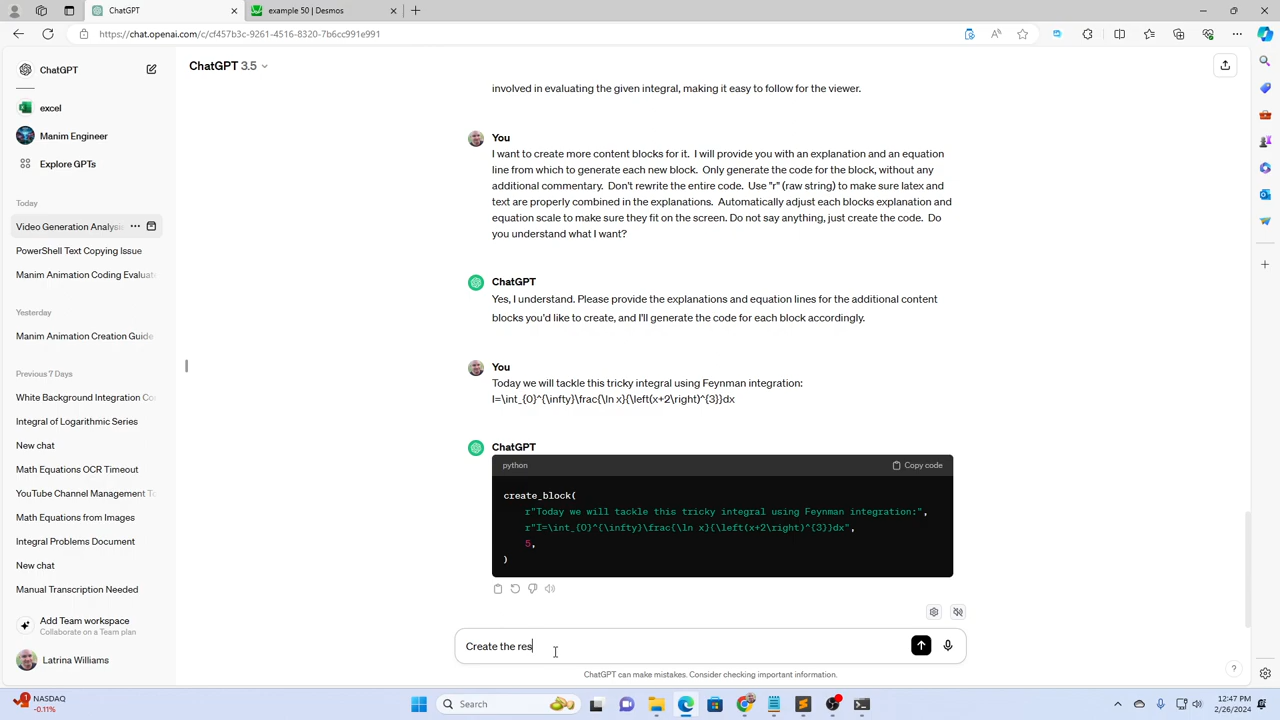 ChatGPT
example 50 | Desmos
https://chat.openai.com/c/cf457b3c-9261-4516-8320-7b6cc991e991
ChatGPT
excel
Manim Engineer
Explore GPTs
Today
Video Generation Analysis
PowerShell Text Copying Issue
Manim Animation Coding Evaluat
Yesterday
Manim Animation Creation Guide
Previous 7 Days
White Background Integration Co
Integral of Logarithmic Series
New chat
Math Equations OCR Timeout
YouTube Channel Management To
Math Equations from Images
Integral Problems Document
New chat
Manual Transcription Needed
Add Team workspace
Collaborate on a Team plan
Latrina Williams
ChatGPT 3.5
involved in evaluating the given integral, making it easy to follow for the viewer.
You
I want to create more content blocks for it. I will provide you with an explanation and an equation
line from which to generate each new block. Only generate the code for the block, without any
additional commentary. Don't rewrite the entire code. Use "r" (raw string) to make sure latex and
text are properly combined in the explanations. Automatically adjust each blocks explanation and
equation scale to make sure they fit on the screen. Do not say anything, just create the code. Do
you understand what I want?
ChatGPT
Yes, I understand. Please provide the explanations and equation lines for the additional content
blocks you'd like to create, and I'll generate the code for each block accordingly.
You
Today we will tackle this tricky integral using Feynman integration:
I=\int_{0}^{\infty}\frac{\ln x}{\left(x+2\right)^{3}}dx
ChatGPT
python
Copy code
create_block(
r"Today we will tackle this tricky integral using Feynman integration:",
r"I=\int_{0}^{\infty}\frac{\ln x}{\left(x+2\right)^{3}}dx",
5,
)
Create the res
ChatGPT can make mistakes. Consider checking important information.
?
NASDAQ
-0.11%
Search
12:47 PM
2/26/2024